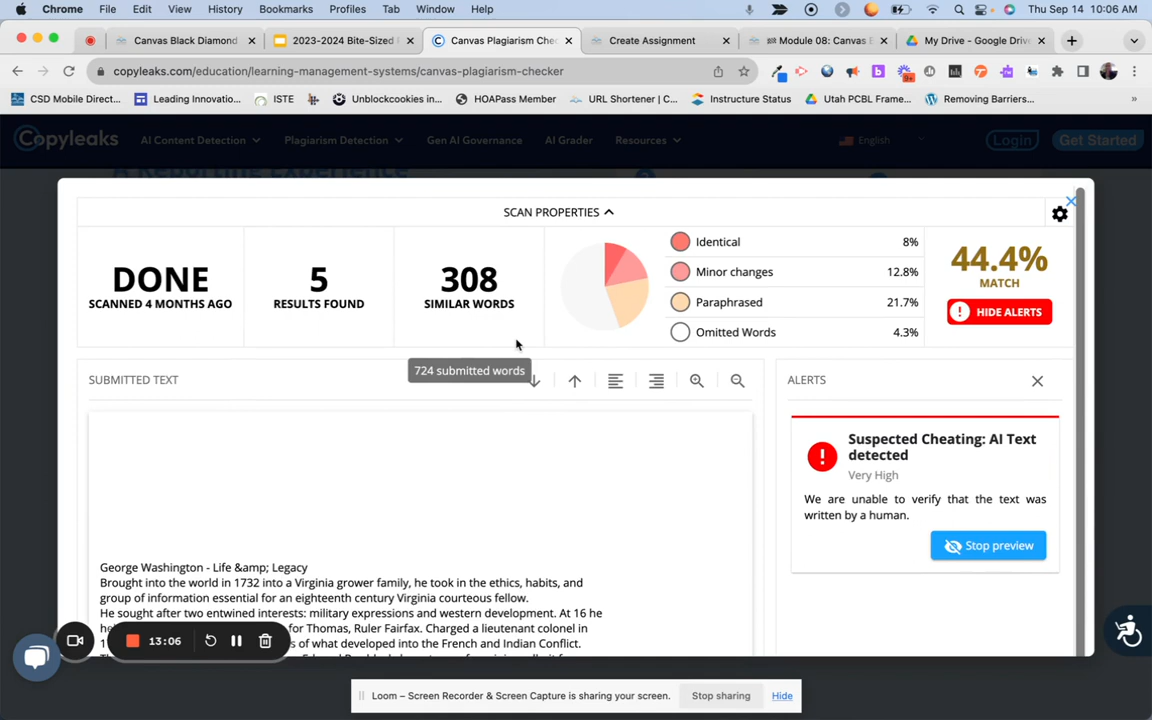 Chrome File Edit View History Bookmarks Profiles Tab Window Help Thu Sep 14 10:06 AM
Canvas Black Diamond 2023-2024 Bite-Sized Canvas Plagiarism Chec Create Assignment Module 08: Canvas My Drive - Google Driv
copyleaks.com/education/learning-management-systems/canvas-plagiarism-checker
CSD Mobile Direct... Leading Innovatio... ISTE Unblockcookies in... HOAPass Member URL Shortener | C... Instructure Status Utah PCBL Frame... Removing Barriers... »
Copyleaks AI Content Detection Plagiarism Detection Gen AI Governance AI Grader Resources English Login Get Started
A Reporting Experience
SCAN PROPERTIES
DONE
SCANNED 4 MONTHS AGO
5
RESULTS FOUND
308
SIMILAR WORDS
Identical 8%
Minor changes 12.8%
Paraphrased 21.7%
Omitted Words 4.3%
44.4%
MATCH
HIDE ALERTS
724 submitted words
SUBMITTED TEXT
ALERTS
Suspected Cheating: AI Text
detected
Very High
We are unable to verify that the text was
written by a human.
Stop preview
George Washington - Life &amp; Legacy
Brought into the world in 1732 into a Virginia grower family, he took in the ethics, habits, and
group of information essential for an eighteenth century Virginia courteous fellow.
He sought after two entwined interests: military expressions and western development. At 16 he
for Thomas, Ruler Fairfax. Charged a lieutenant colonel in
s of what developed into the French and Indian Conflict.
13:06
Loom – Screen Recorder & Screen Capture is sharing your screen. Stop sharing Hide